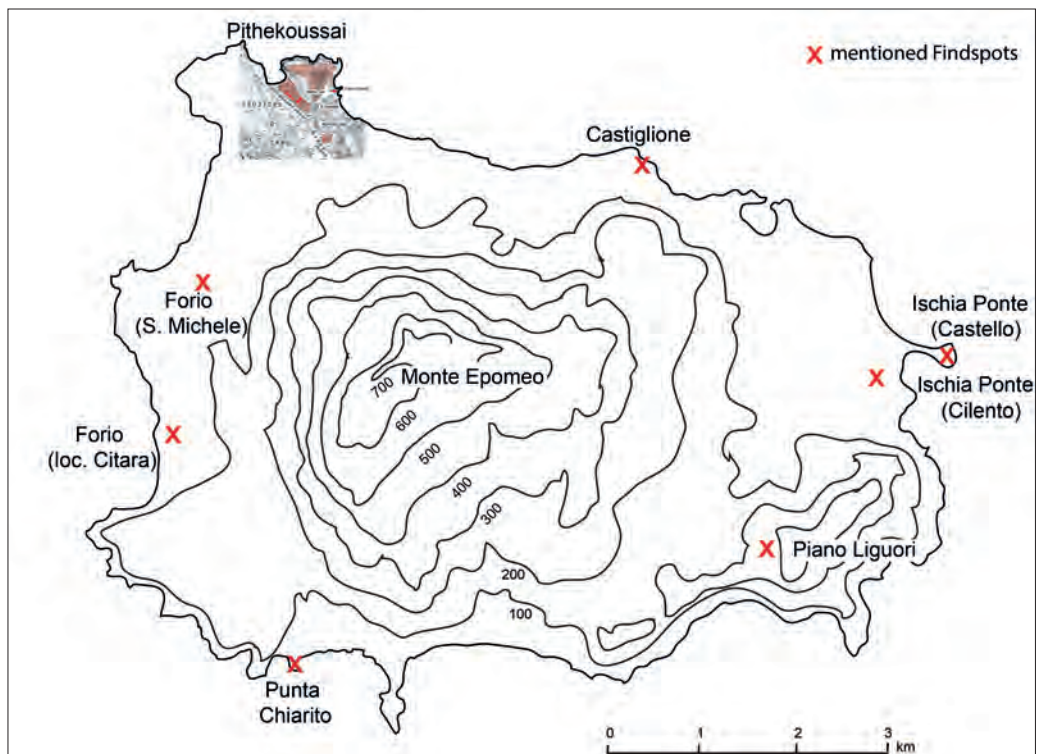 Pithekoussai
X mentioned Findspots
Castiglione
Forio
(S. Michele)
Ischia Ponte
(Castello)
Monte Epomeo
Ischia Ponte
(Cilento)
700
600
Forio
(loc. Citara)
500
400
300
Piano Liguori
200
100
Punta
Chiarito
0 1 2 3
km